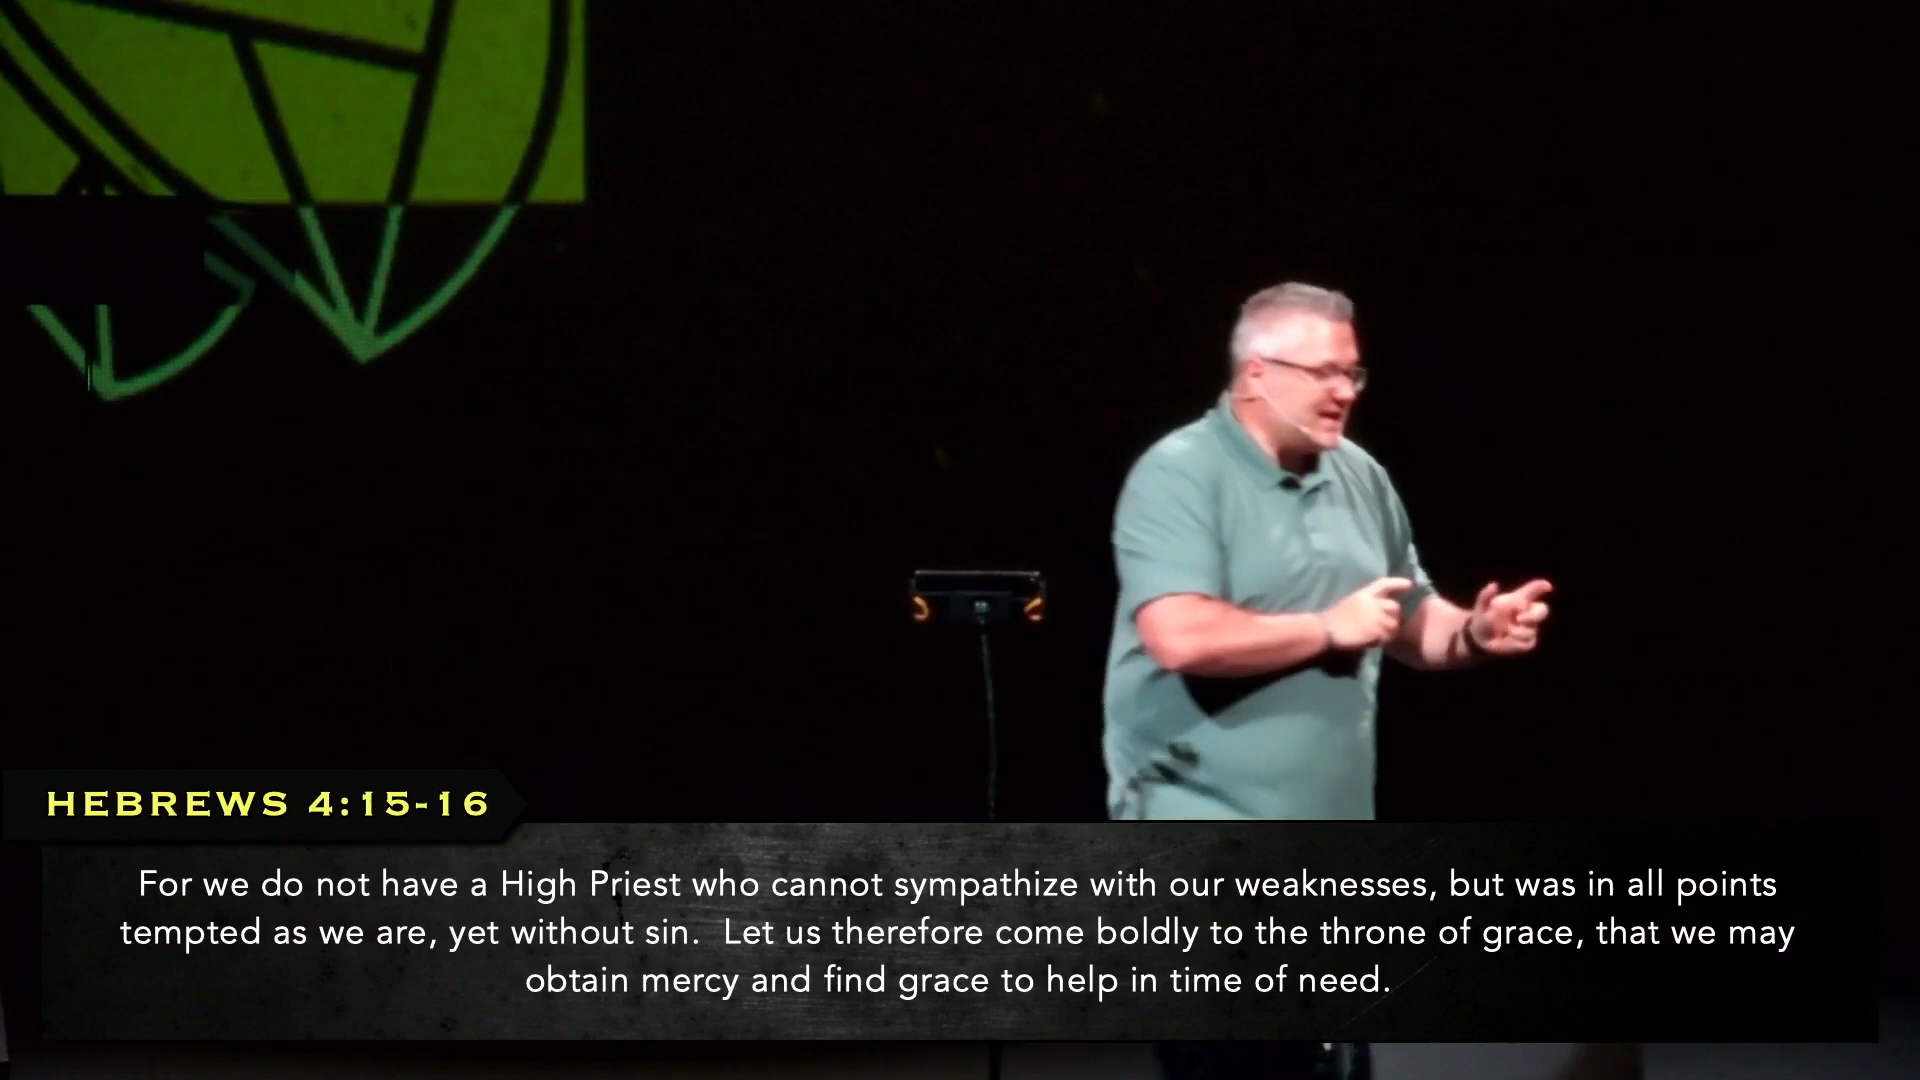 HEBREWS 4:15-16
For we do not have a High Priest who cannot sympathize with our weaknesses, but was in all points
tempted as we are, yet without sin.  Let us therefore come boldly to the throne of grace, that we may
obtain mercy and find grace to help in time of need.